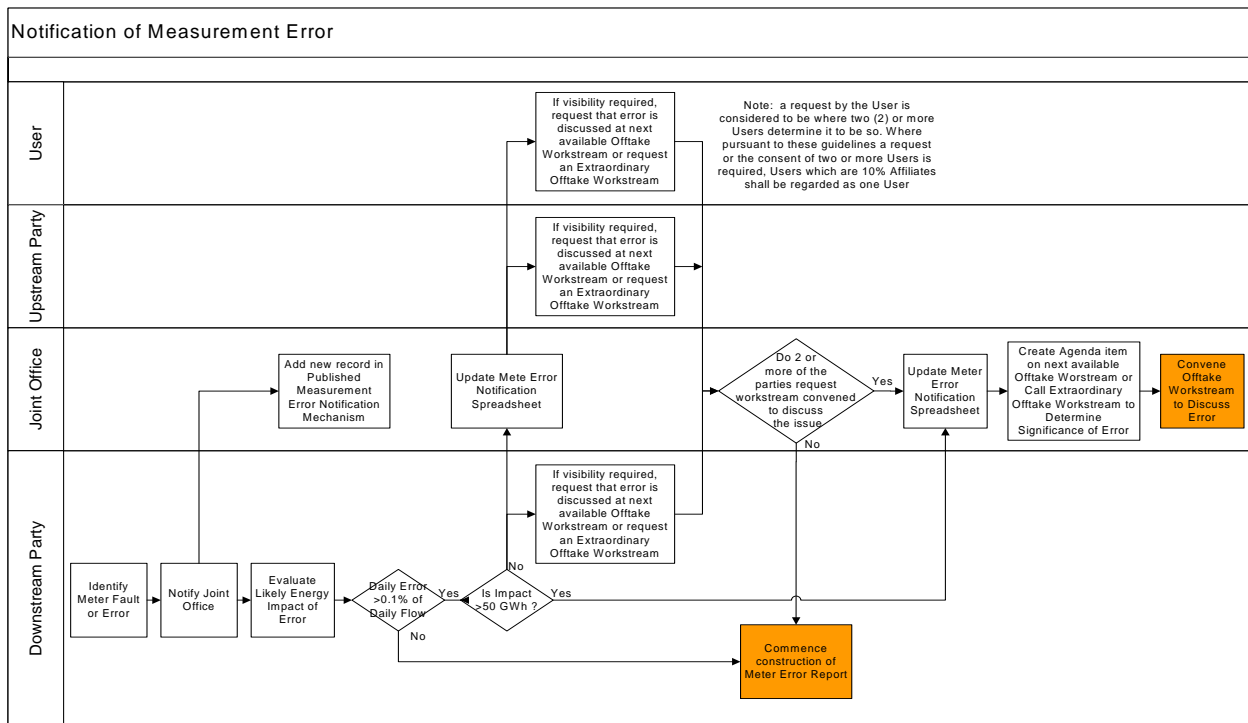 Notification of Measurement Error
User
If visibility required,
request that error is
discussed at next
available Offtake
Workstream or request
an Extraordinary
Offtake Workstream
Note: a request by the User is
considered to be where two (2) or more
Users determine it to be so. Where
pursuant to these guidelines a request
or the consent of two or more Users is
required, Users which are 10% Affiliates
shall be regarded as one User
Upstream Party
If visibility required,
request that error is
discussed at next
available Offtake
Workstream or request
an Extraordinary
Offtake Workstream
Joint Office
Add new record in
Published
Measurement
Error Notification
Mechanism
Update Mete Error
Notification
Spreadsheet
Do 2 or
more of the
parties request
workstream convened
to discuss
the issue
Yes
No
Update Meter
Error
Notification
Spreadsheet
Create Agenda item
on next available
Offtake Worstream or
Call Extraordinary
Offtake Workstream to
Determine
Significance of Error
Convene
Offtake
Workstream
to Discuss
Error
Downstream Party
If visibility required,
request that error is
discussed at next
available Offtake
Workstream or request
an Extraordinary
Offtake Workstream
Identify
Meter Fault
or Error
Notify Joint
Office
Evaluate
Likely Energy
Impact of
Error
Daily Error
>0.1% of
Daily Flow
Yes
No
Is Impact
>50 GWh ?
No
Yes
Commence
construction of
Meter Error Report